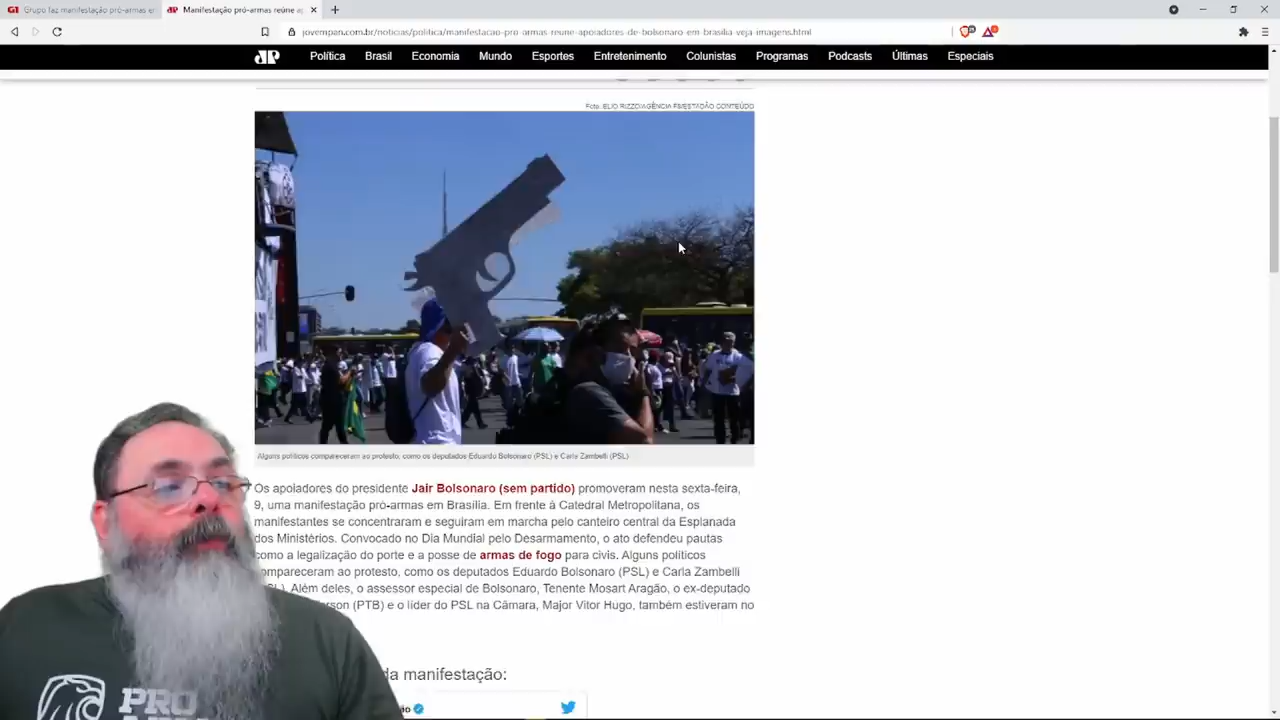 G1 Grupo faz manifestação pró-armas em
JP Manifestação pró-armas reúne ap
jovempan.com.br/noticias/politica/manifestacao-pro-armas-reune-apoiadores-de-bolsonaro-em-brasilia-veja-imagens.html
JP Política Brasil Economia Mundo Esportes Entretenimento Colunistas Programas Podcasts Últimas Especiais
Foto: ELIO RIZZO/AGÊNCIA F8/ESTADÃO CONTEÚDO
Alguns políticos compareceram ao protesto, como os deputados Eduardo Bolsonaro (PSL) e Carla Zambelli (PSL)
Os apoiadores do presidente Jair Bolsonaro (sem partido) promoveram nesta sexta-feira,
9, uma manifestação pró-armas em Brasília. Em frente à Catedral Metropolitana, os
manifestantes se concentraram e seguiram em marcha pelo canteiro central da Esplanada
dos Ministérios. Convocado no Dia Mundial pelo Desarmamento, o ato defendeu pautas
como a legalização do porte e a posse de armas de fogo para civis. Alguns políticos
ompareceram ao protesto, como os deputados Eduardo Bolsonaro (PSL) e Carla Zambelli
Além deles, o assessor especial de Bolsonaro, Tenente Mosart Aragão, o ex-deputado
rson (PTB) e o líder do PSL na Câmara, Major Vitor Hugo, também estiveram no
da manifestação:
ão
PRO